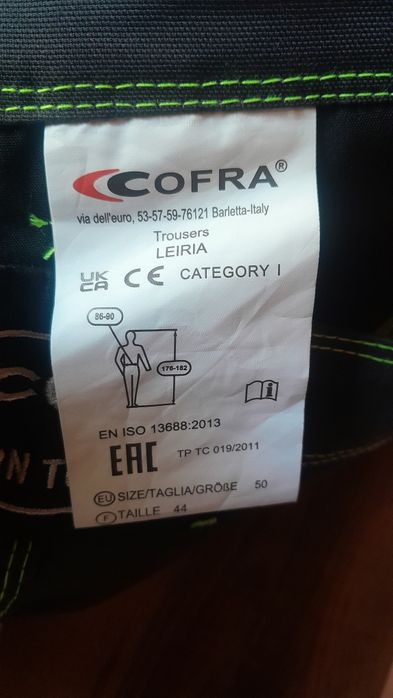 COFRA®
via dell'euro, 53-57-59-76121 Barletta-Italy
Trousers
LEIRIA
UK CA CE CATEGORY I
86-90
176-182
i
EN ISO 13688:2013
EAC TP TC 019/2011
EU SIZE/TAGLIA/GRÖßE 50
F TAILLE 44